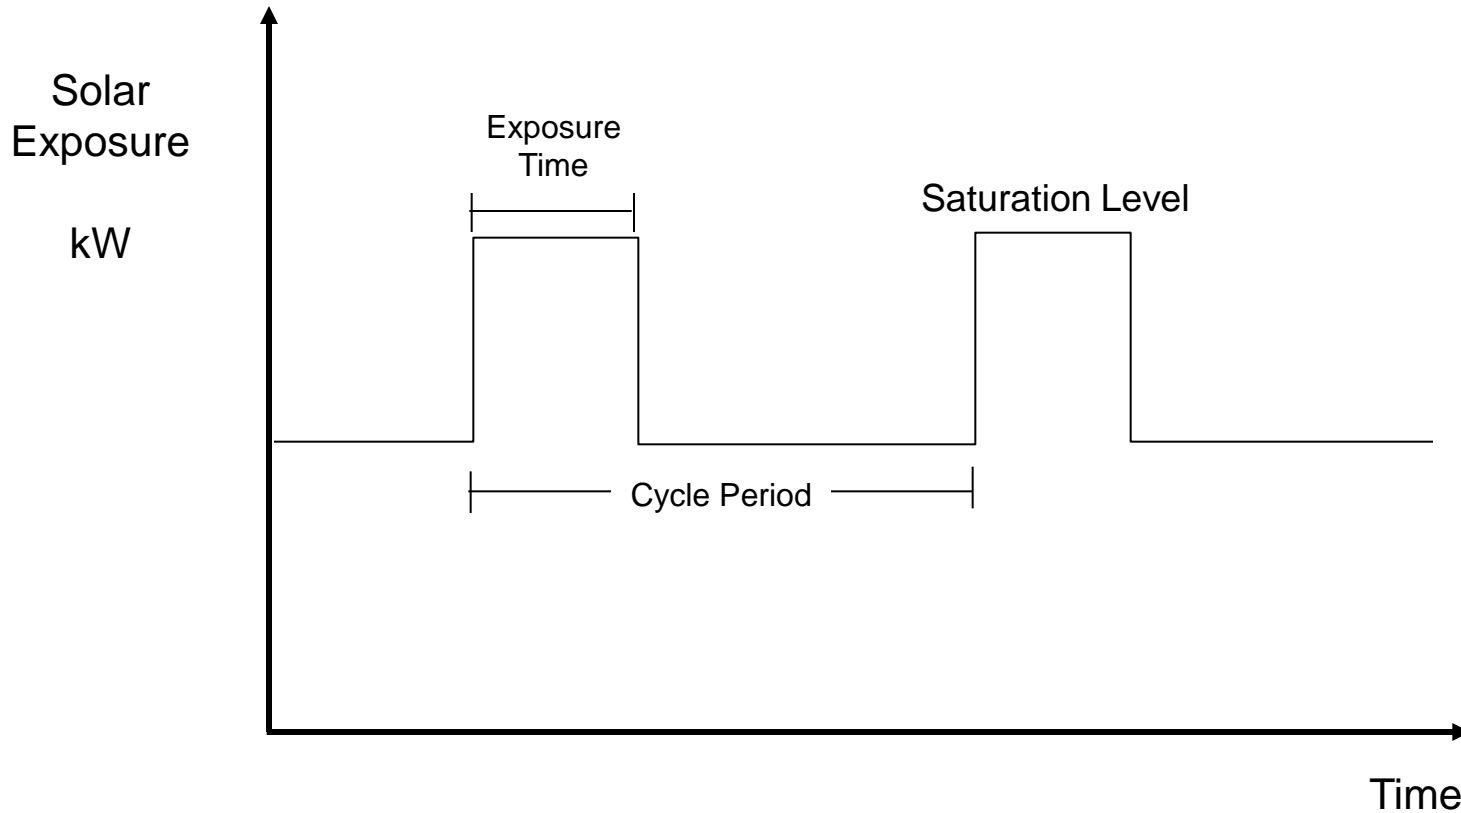 Solar
Exposure
kW
Exposure
Time
Saturation Level
Cycle Period
Time